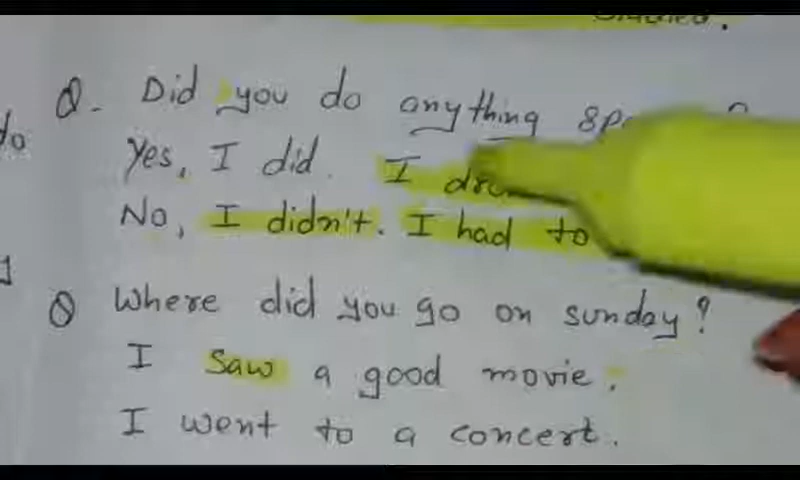 Q. Did you do anything
Yes, I did. I
No, I didn't. I had to
Q Where did you go on sunday?
I saw a good movie.
I went to a concert.